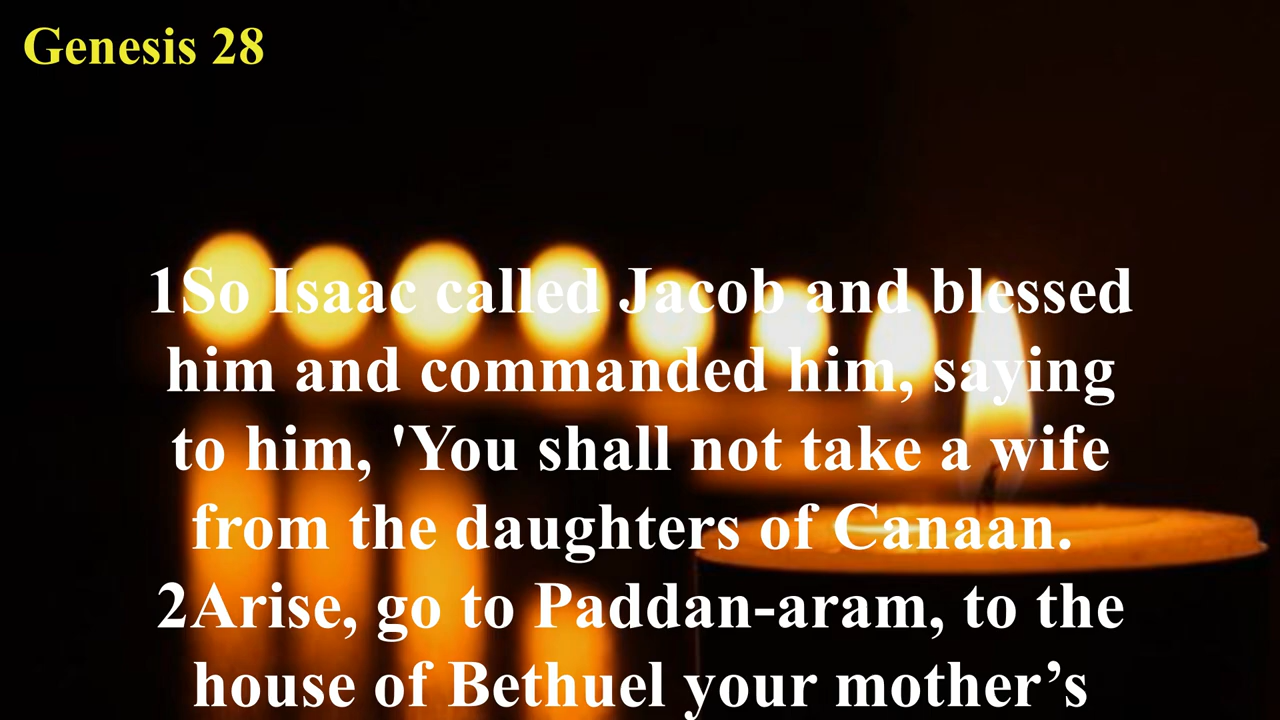 Genesis 28
1So Isaac called Jacob and blessed
him and commanded him, saying
to him, 'You shall not take a wife
from the daughters of Canaan.
2Arise, go to Paddan-aram, to the
house of Bethuel your mother’s